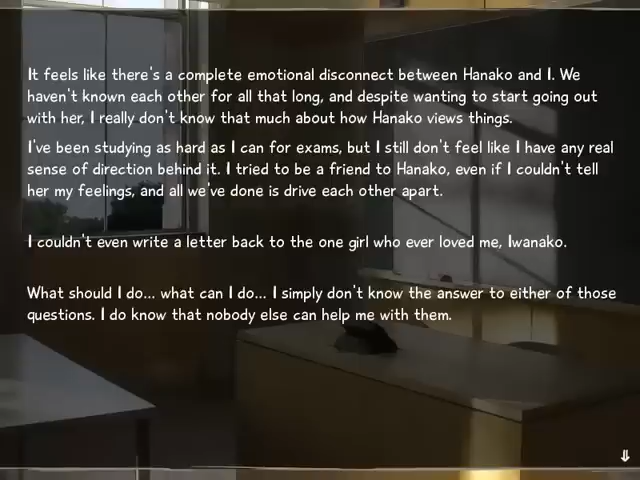 It feels like there's a complete emotional disconnect between Hanako and I. We
haven't known each other for all that long, and despite wanting to start going out
with her, I really don't know that much about how Hanako views things.
I've been studying as hard as I can for exams, but I still don't feel like I have any real
sense of direction behind it. I tried to be a friend to Hanako, even if I couldn't tell
her my feelings, and all we've done is drive each other apart.
I couldn't even write a letter back to the one girl who ever loved me, Iwanako.
What should I do... what can I do... I simply don't know the answer to either of those
questions. I do know that nobody else can help me with them.